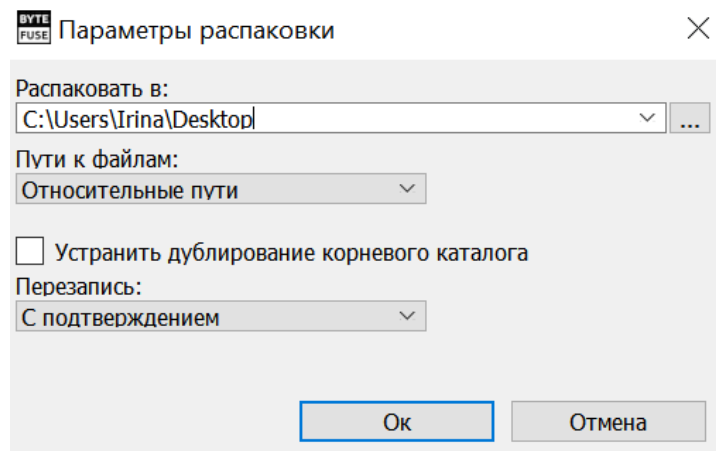 BYTE
FUSE
Параметры распаковки
Распаковать в:
C:\Users\Irina\Desktop
...
Пути к файлам:
Относительные пути
Устранить дублирование корневого каталога
Перезапись:
С подтверждением
Ок
Отмена